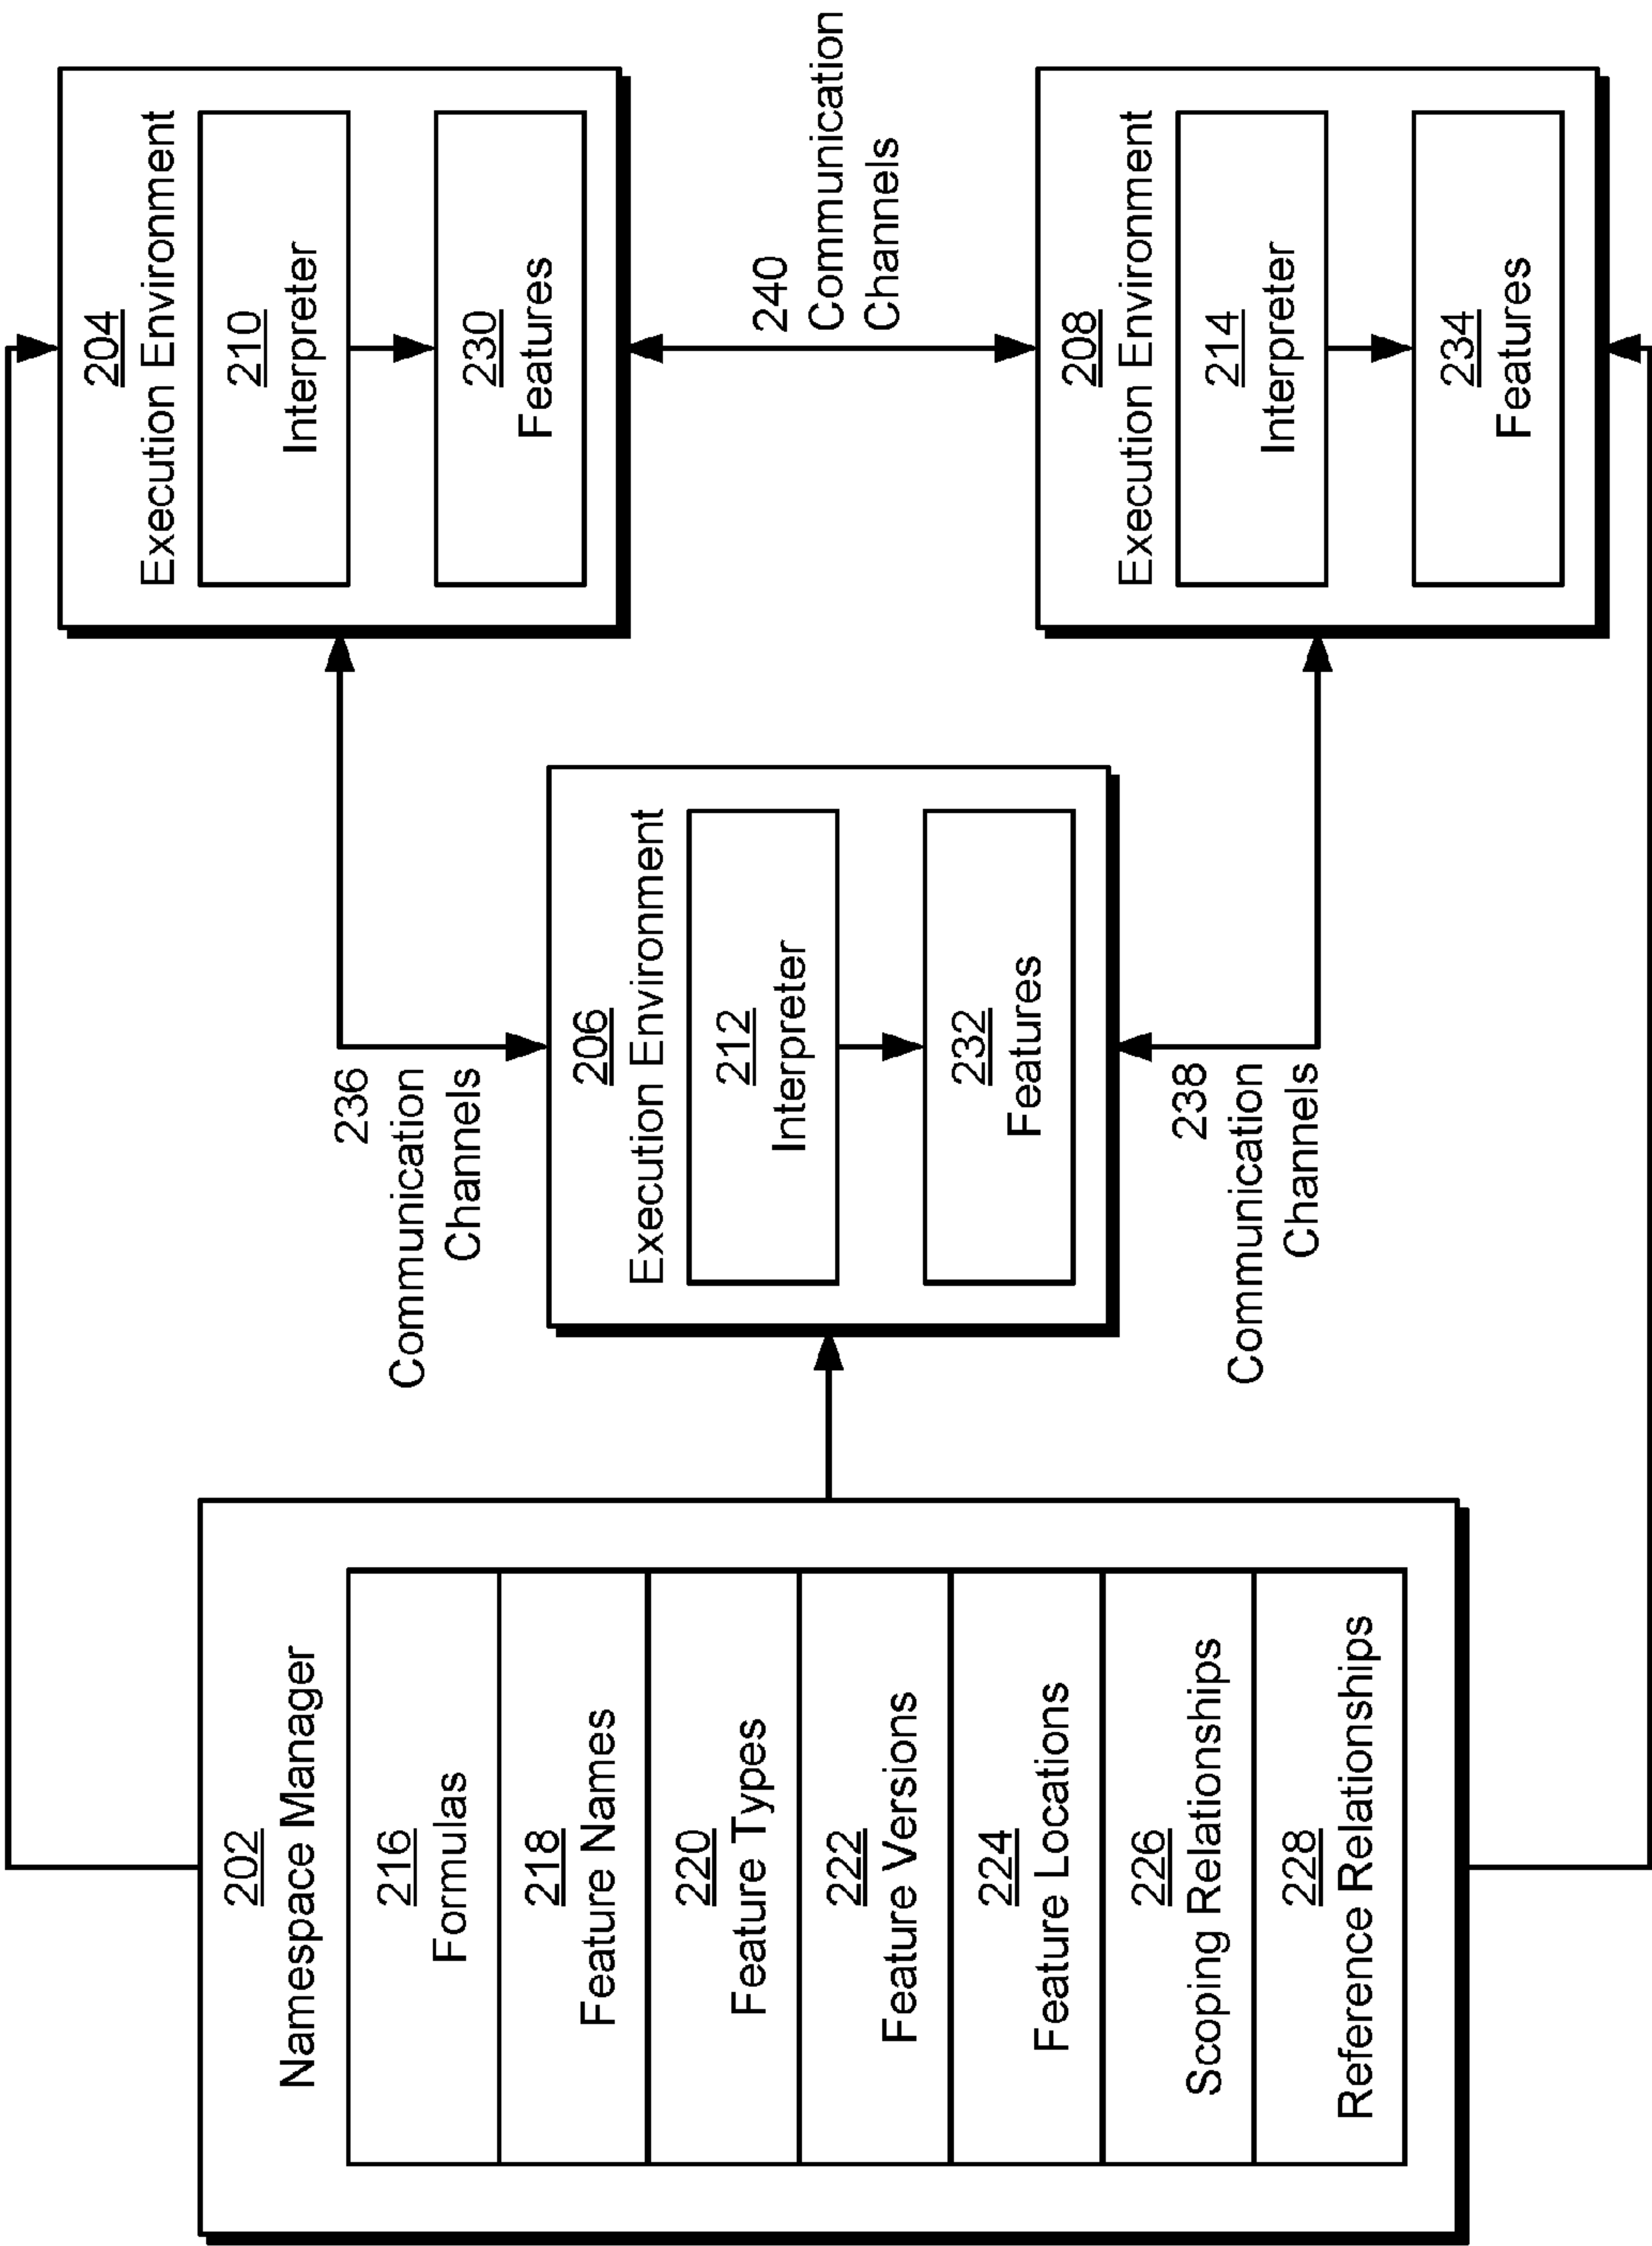 202
Namespace Manager
216
Formulas
218
Feature Names
220
Feature Types
222
Feature Versions
224
Feature Locations
226
Scoping Relationships
228
Reference Relationships
204
Execution Environment
210
Interpreter
230
Features
236
Communication
Channels
206
Execution Environment
212
Interpreter
232
Features
238
Communication
Channels
240
Communication
Channels
208
Execution Environment
214
Interpreter
234
Features